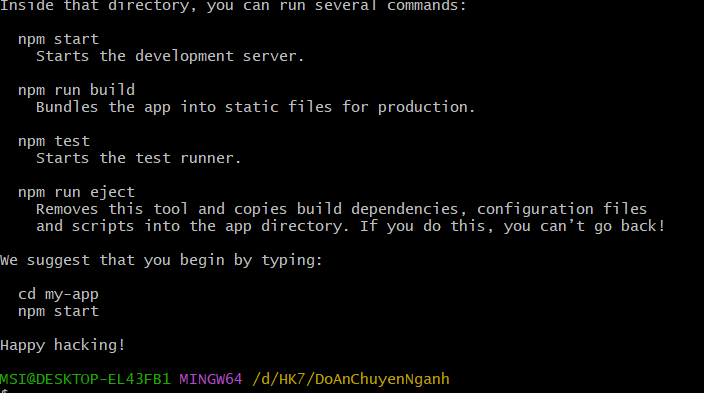 Inside that directory, you can run several commands:
npm start
Starts the development server.
npm run build
Bundles the app into static files for production.
npm test
Starts the test runner.
npm run eject
Removes this tool and copies build dependencies, configuration files
and scripts into the app directory. If you do this, you can’t go back!
We suggest that you begin by typing:
cd my-app
npm start
Happy hacking!
MSI@DESKTOP-EL43FB1 MINGW64 /d/HK7/DoAnChuyenNganh
$